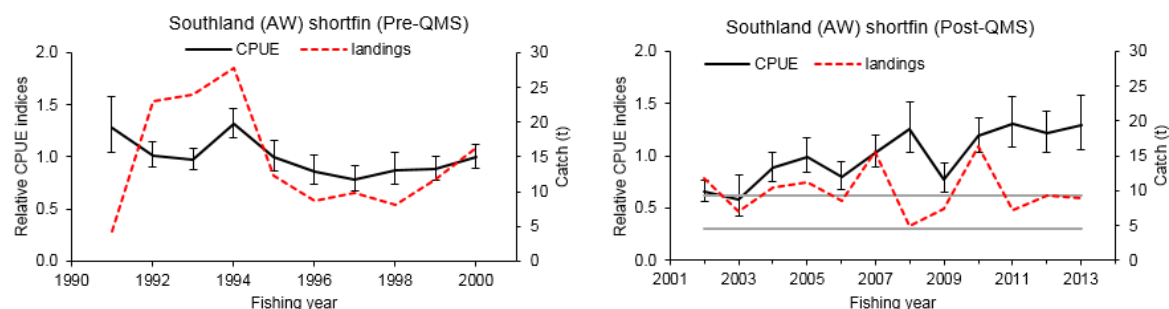 Southland (AW) shortfin (Pre-QMS)
CPUE landings
Relative CPUE indices
2.0
1.5
1.0
0.5
0.0
30
25
20
15
10
5
0
Catch (t)
1990 1992 1994 1996 1998 2000
Fishing year
Southland (AW) shortfin (Post-QMS)
CPUE landings
Relative CPUE indices
2.0
1.5
1.0
0.5
0.0
30
25
20
15
10
5
0
Catch (t)
2001 2003 2005 2007 2009 2011 2013
Fishing year